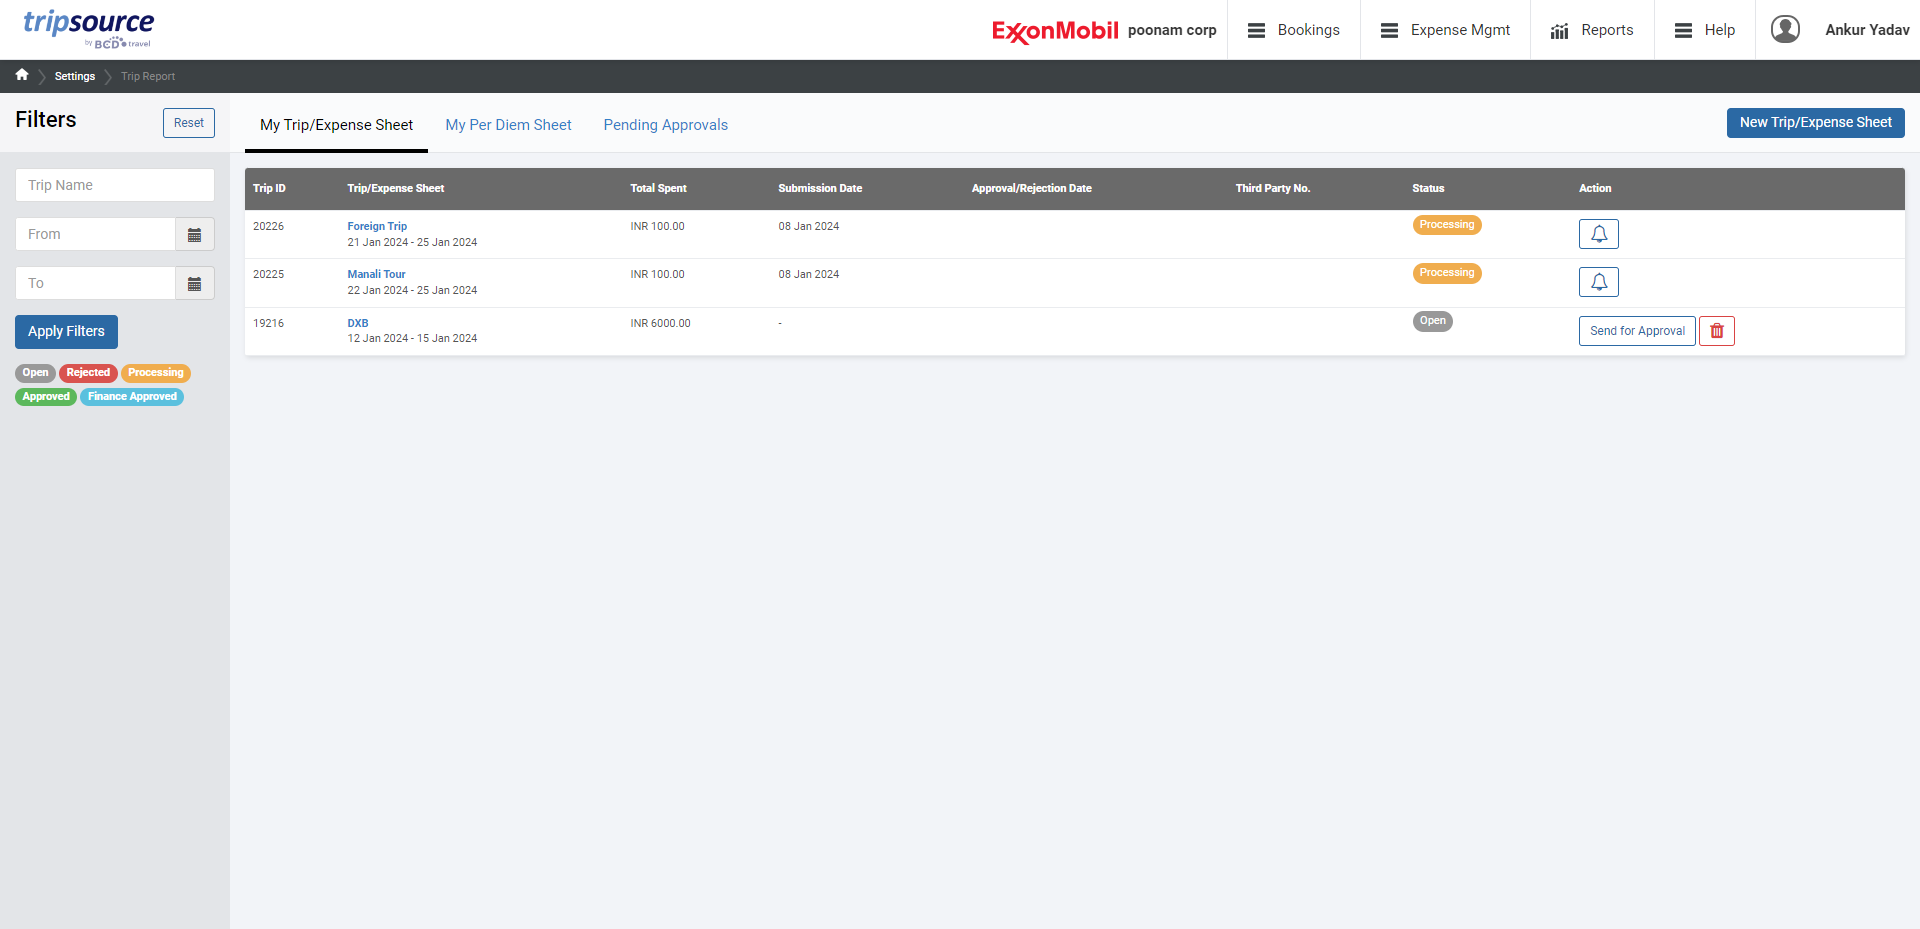 tripsource
by BCD travel
ExxonMobil poonam corp
Bookings
Expense Mgmt
Reports
Help
Ankur Yadav
Settings
Trip Report
Filters
Reset
Trip Name
From
To
Apply Filters
Open Rejected Processing
Approved Finance Approved
My Trip/Expense Sheet
My Per Diem Sheet
Pending Approvals
New Trip/Expense Sheet
Trip ID Trip/Expense Sheet Total Spent Submission Date Approval/Rejection Date Third Party No. Status Action
20226 Foreign Trip INR 100.00 08 Jan 2024 Processing
21 Jan 2024 - 25 Jan 2024
20225 Manali Tour INR 100.00 08 Jan 2024 Processing
22 Jan 2024 - 25 Jan 2024
19216 DXB INR 6000.00 - Open Send for Approval
12 Jan 2024 - 15 Jan 2024